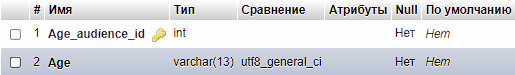 # Имя Тип Сравнение Атрибуты Null По умолчанию
1 Age_audience_id int Нет Нет
2 Age varchar(13) utf8_general_ci Нет Нет